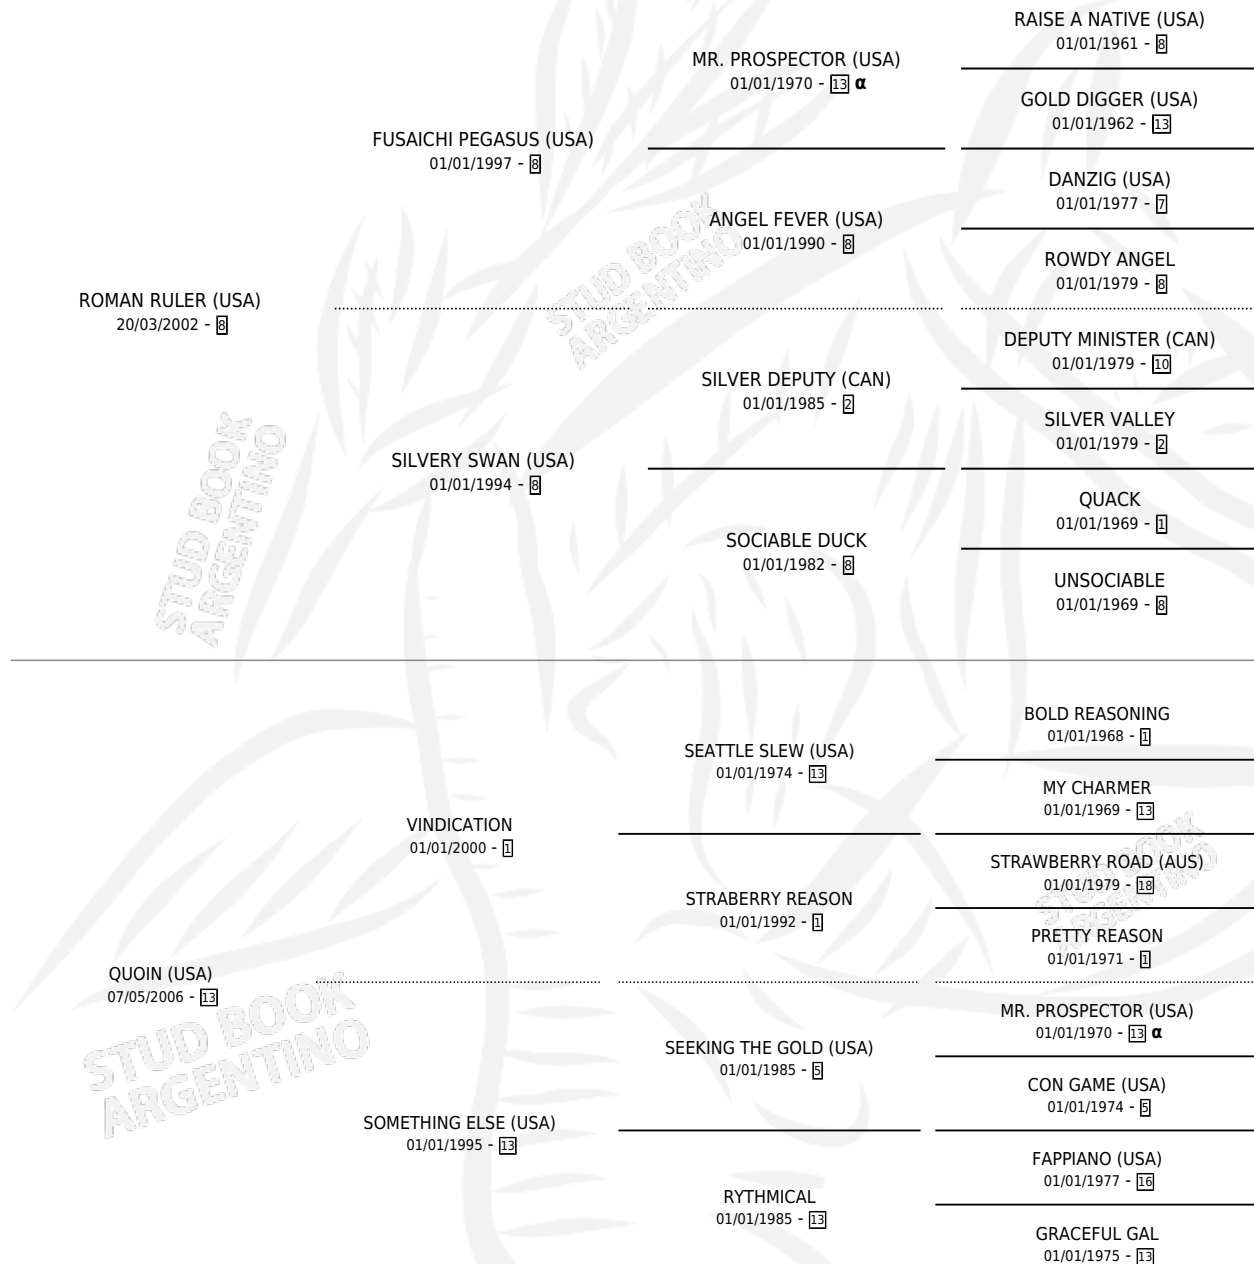 RAISE A NATIVE (USA)
01/01/1961 - 8
MR. PROSPECTOR (USA)
01/01/1970 - 13 α
GOLD DIGGER (USA)
01/01/1962 - 13
FUSAICHI PEGASUS (USA)
01/01/1997 - 8
DANZIG (USA)
01/01/1977 - 7
ANGEL FEVER (USA)
01/01/1990 - 8
ROWDY ANGEL
01/01/1979 - 8
ROMAN RULER (USA)
20/03/2002 - 8
DEPUTY MINISTER (CAN)
01/01/1979 - 10
SILVER DEPUTY (CAN)
01/01/1985 - 2
SILVER VALLEY
01/01/1979 - 2
SILVERY SWAN (USA)
01/01/1994 - 8
QUACK
01/01/1969 - 1
SOCIABLE DUCK
01/01/1982 - 8
UNSOCIABLE
01/01/1969 - 8
BOLD REASONING
01/01/1968 - 1
SEATTLE SLEW (USA)
01/01/1974 - 13
MY CHARMER
01/01/1969 - 13
VINDICATION
01/01/2000 - 1
STRAWBERRY ROAD (AUS)
01/01/1979 - 18
STRABERRY REASON
01/01/1992 - 1
PRETTY REASON
01/01/1971 - 1
QUOIN (USA)
07/05/2006 - 13
MR. PROSPECTOR (USA)
01/01/1970 - 13 α
SEEKING THE GOLD (USA)
01/01/1985 - 5
CON GAME (USA)
01/01/1974 - 5
SOMETHING ELSE (USA)
01/01/1995 - 13
FAPPIANO (USA)
01/01/1977 - 16
RYTHMICAL
01/01/1985 - 13
GRACEFUL GAL
01/01/1975 - 13
STUD BOOK
ARGENTINO
STUD BOOK
ARGENTINO
STUD BOOK
ARGENTINO
STUD BOOK
ARGENTINO